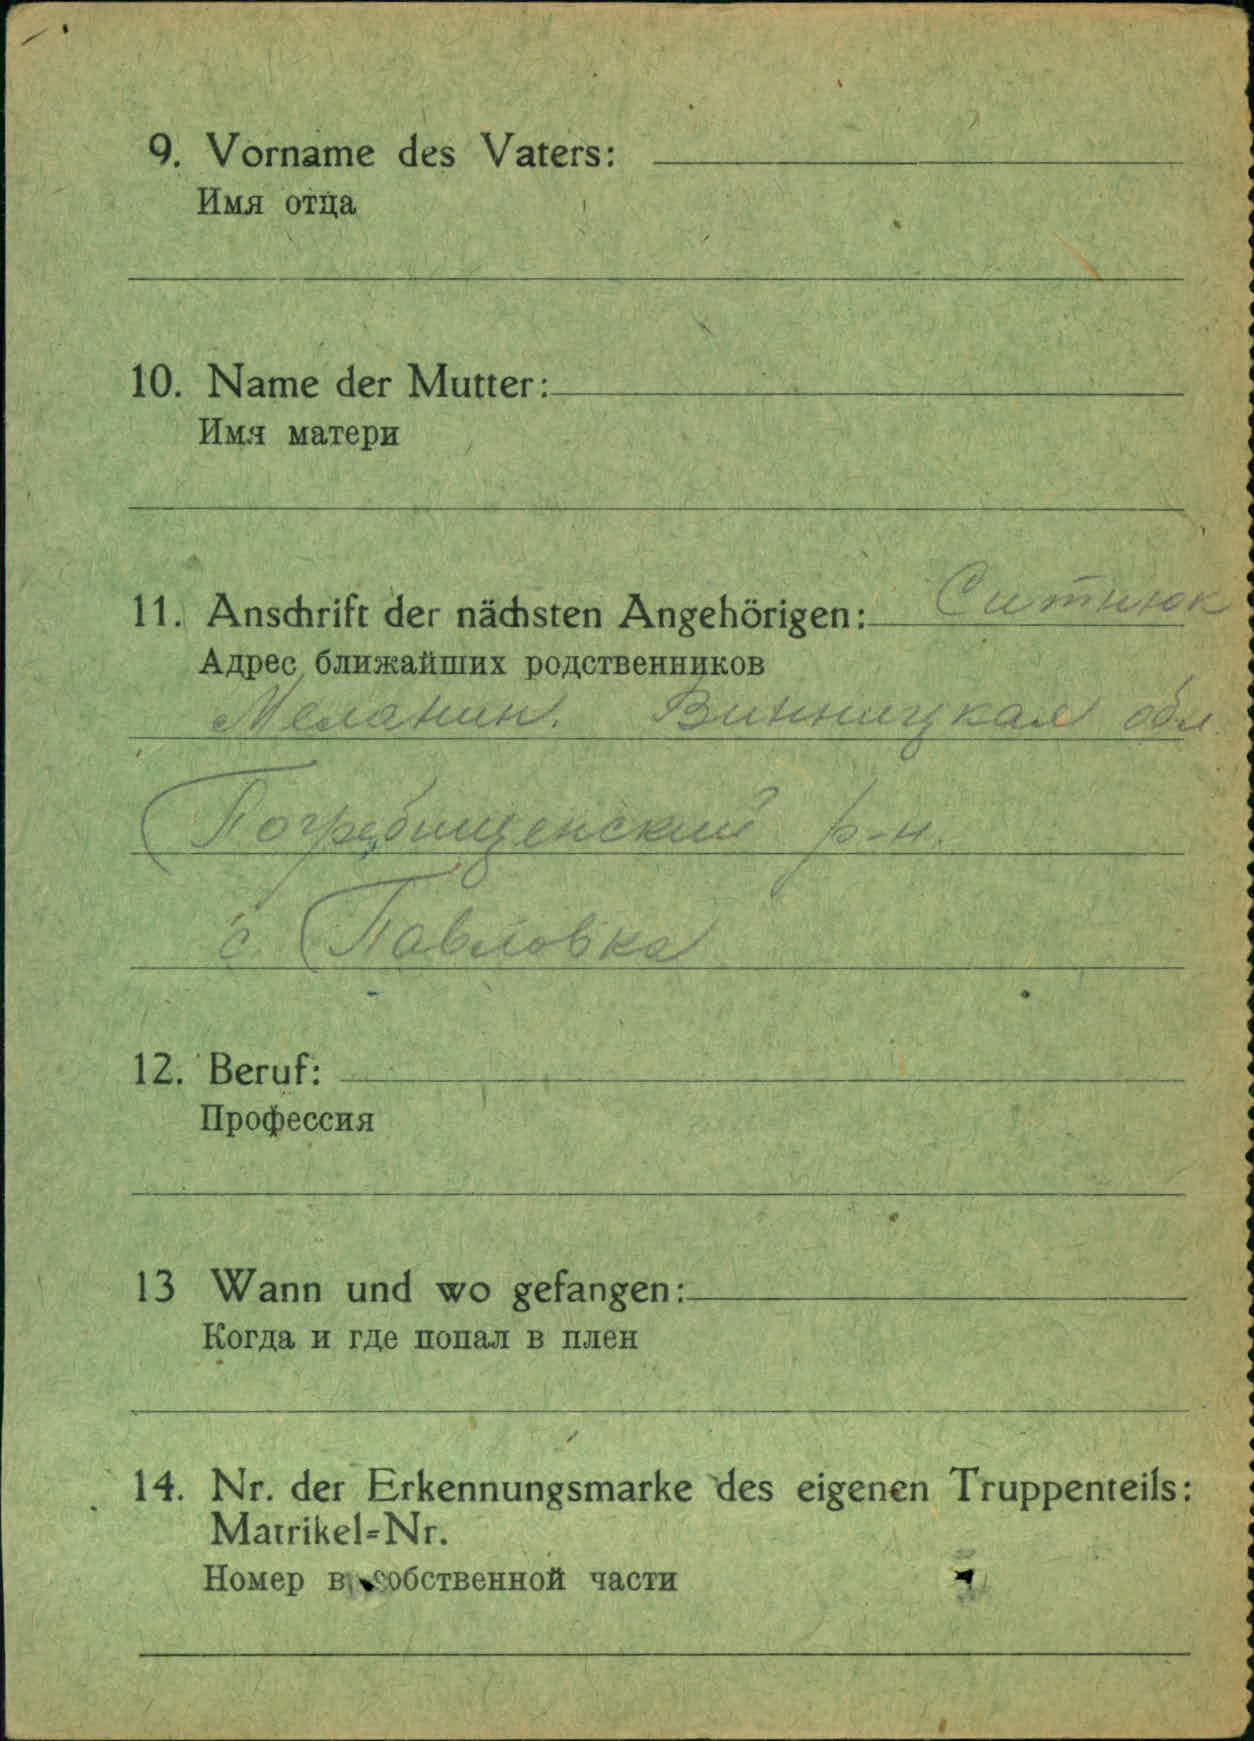 9. Vorname des Vaters:
Имя отца
10. Name der Mutter:
Имя матери
11. Anschrift der nächsten Angehörigen: Ситнюк
Адрес ближайших родственников
Мелании. Винницкая обл.
Погребищенский р-н.
с. Павловка
12. Beruf:
Профессия
13 Wann und wo gefangen:
Когда и где попал в плен
14. Nr. der Erkennungsmarke des eigenen Truppenteils:
Matrikel=Nr.
Номер в собственной части